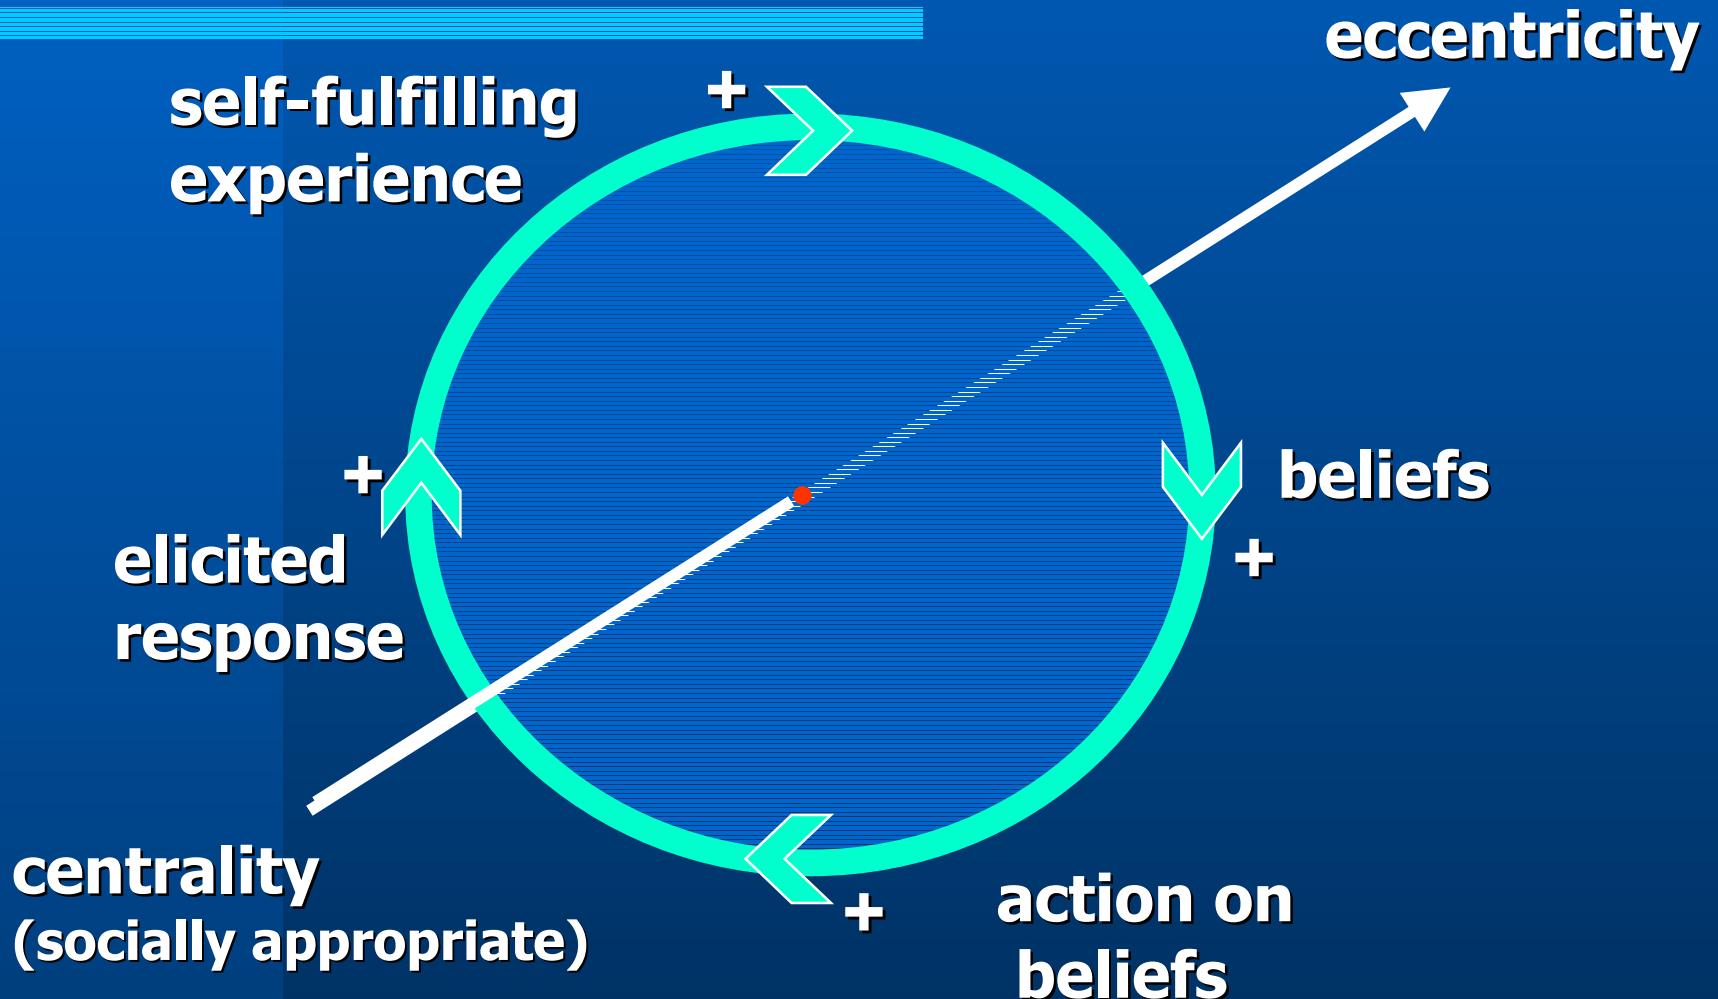 eccentricity
+
self-fulfilling
experience
beliefs
+
+
elicited
response
centrality
(socially appropriate)
+
action on
beliefs